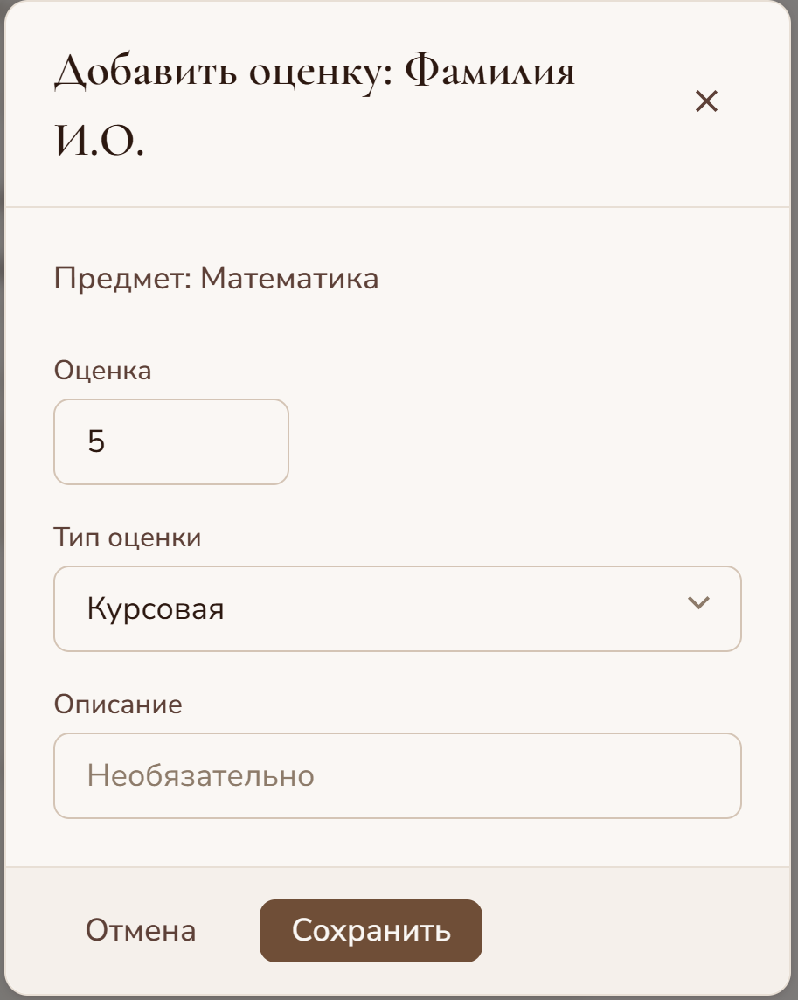 Добавить оценку: Фамилия
И.О.
Предмет: Математика
Оценка
5
Тип оценки
Курсовая
Описание
Необязательно
Отмена
Сохранить